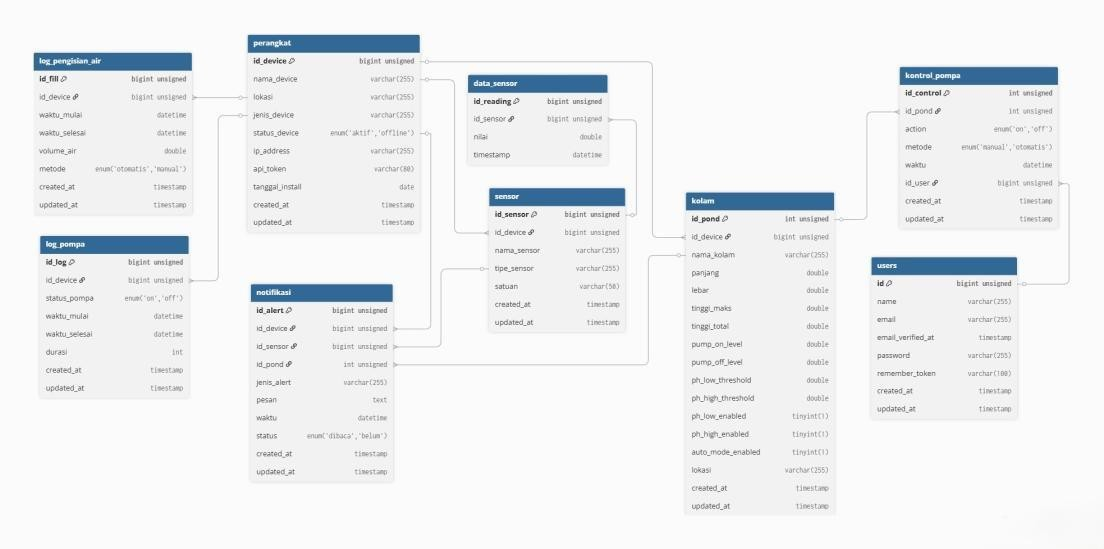 log_pengisian_air
id_fill bigint unsigned
id_device bigint unsigned
waktu_mulai datetime
waktu_selesai datetime
volume_air double
metode enum('otomatis','manual')
created_at timestamp
updated_at timestamp
log_pompa
id_log bigint unsigned
id_device bigint unsigned
status_pompa enum('on','off')
waktu_mulai datetime
waktu_selesai datetime
durasi int
created_at timestamp
updated_at timestamp
perangkat
id_device bigint unsigned
nama_device varchar(255)
lokasi varchar(255)
jenis_device varchar(255)
status_device enum('aktif','offline')
ip_address varchar(255)
api_token varchar(80)
tanggal_install date
created_at timestamp
updated_at timestamp
notifikasi
id_alert bigint unsigned
id_device bigint unsigned
id_sensor bigint unsigned
id_pond int unsigned
jenis_alert varchar(255)
pesan text
waktu datetime
status enum('dibaca','belum')
created_at timestamp
updated_at timestamp
data_sensor
id_reading bigint unsigned
id_sensor bigint unsigned
nilai double
timestamp datetime
sensor
id_sensor bigint unsigned
id_device bigint unsigned
nama_sensor varchar(255)
tipe_sensor varchar(255)
satuan varchar(50)
created_at timestamp
updated_at timestamp
kolam
id_pond int unsigned
id_device bigint unsigned
nama_kolam varchar(255)
panjang double
lebar double
tinggi_maks double
tinggi_total double
pump_on_level double
pump_off_level double
ph_low_threshold double
ph_high_threshold double
ph_low_enabled tinyint(1)
ph_high_enabled tinyint(1)
auto_mode_enabled tinyint(1)
lokasi varchar(255)
created_at timestamp
updated_at timestamp
kontrol_pompa
id_control int unsigned
id_pond int unsigned
action enum('on','off')
metode enum('manual','otomatis')
waktu datetime
id_user bigint unsigned
created_at timestamp
updated_at timestamp
users
id bigint unsigned
name varchar(255)
email varchar(255)
email_verified_at timestamp
password varchar(255)
remember_token varchar(100)
created_at timestamp
updated_at timestamp